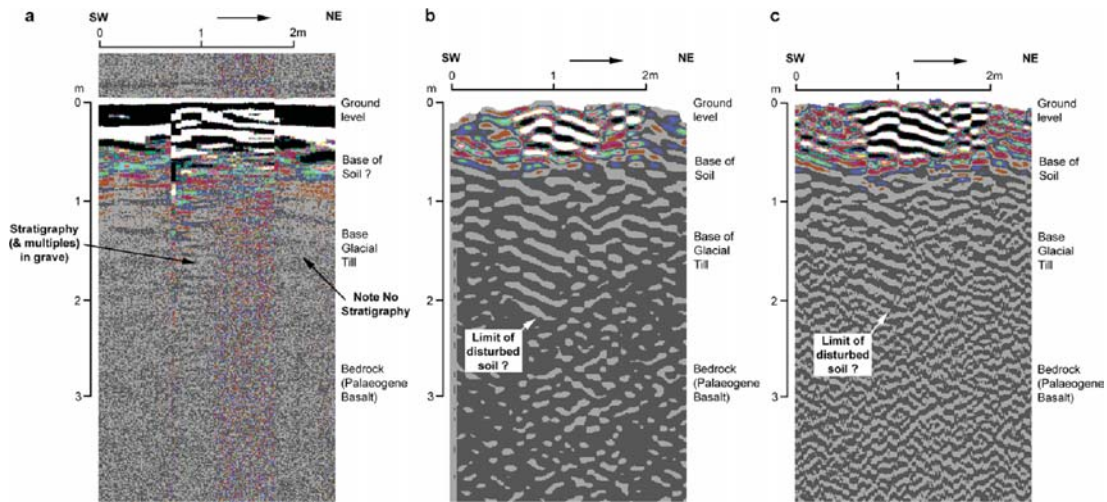 a
SW
NE
0
1
2m
m
0
1
2
3
Ground
level
Base of
Soil ?
Stratigraphy
(& multiples)
in grave
Base
Glacial
Till
Note No
Stratigraphy
Bedrock
(Palaeogene
Basalt)
b
SW
NE
0
1
2m
m
0
1
2
3
Ground
level
Base of
Soil
Base of
Glacial
Till
Limit of
disturbed
soil ?
Bedrock
(Palaeogene
Basalt)
c
SW
NE
0
1
2m
m
0
1
2
3
Ground
level
Base of
Soil
Base
Glacial
Till
Limit of
disturbed
soil ?
Bedrock
(Palaeogene
Basalt)